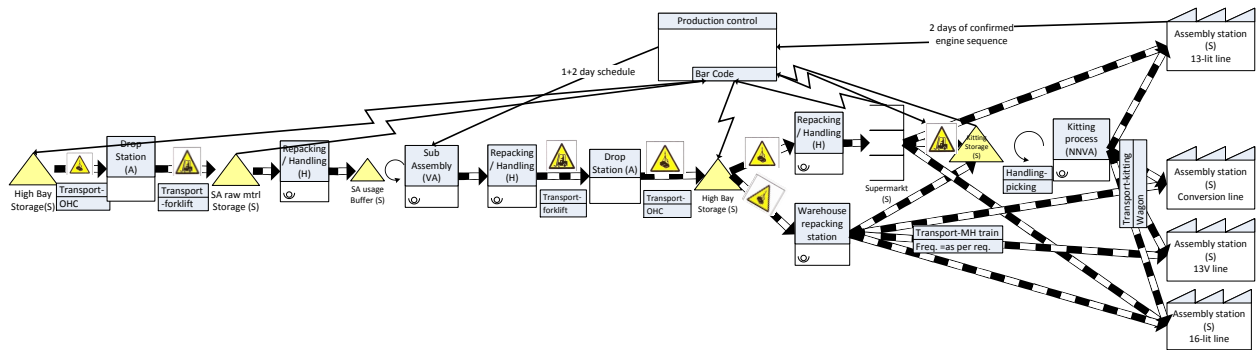 Production control
Bar Code
2 days of confirmed
engine sequence
1+2 day schedule
Assembly station
(S)
13-lit line
High Bay
Storage(S)
Transport-
OHC
Drop
Station (A)
Transport
-forklift
SA raw mtrl
Storage (S)
Repacking
/ Handling
(H)
SA usage
Buffer (S)
Sub
Assembly
(VA)
Repacking
/ Handling
(H)
Transport-
forklift
Drop
Station (A)
Transport-
OHC
High Bay
Storage (S)
Repacking
/ Handling
(H)
Supermarkt
(S)
Kitting
Storage (S)
Handling-
picking
Kitting
process
(NNVA)
Transport-kitting
Wagon
Warehouse
repacking
station
Transport-MH train
Freq. =as per req.
Assembly station
(S)
Conversion line
Assembly station
(S)
13V line
Assembly station
(S)
16-lit line